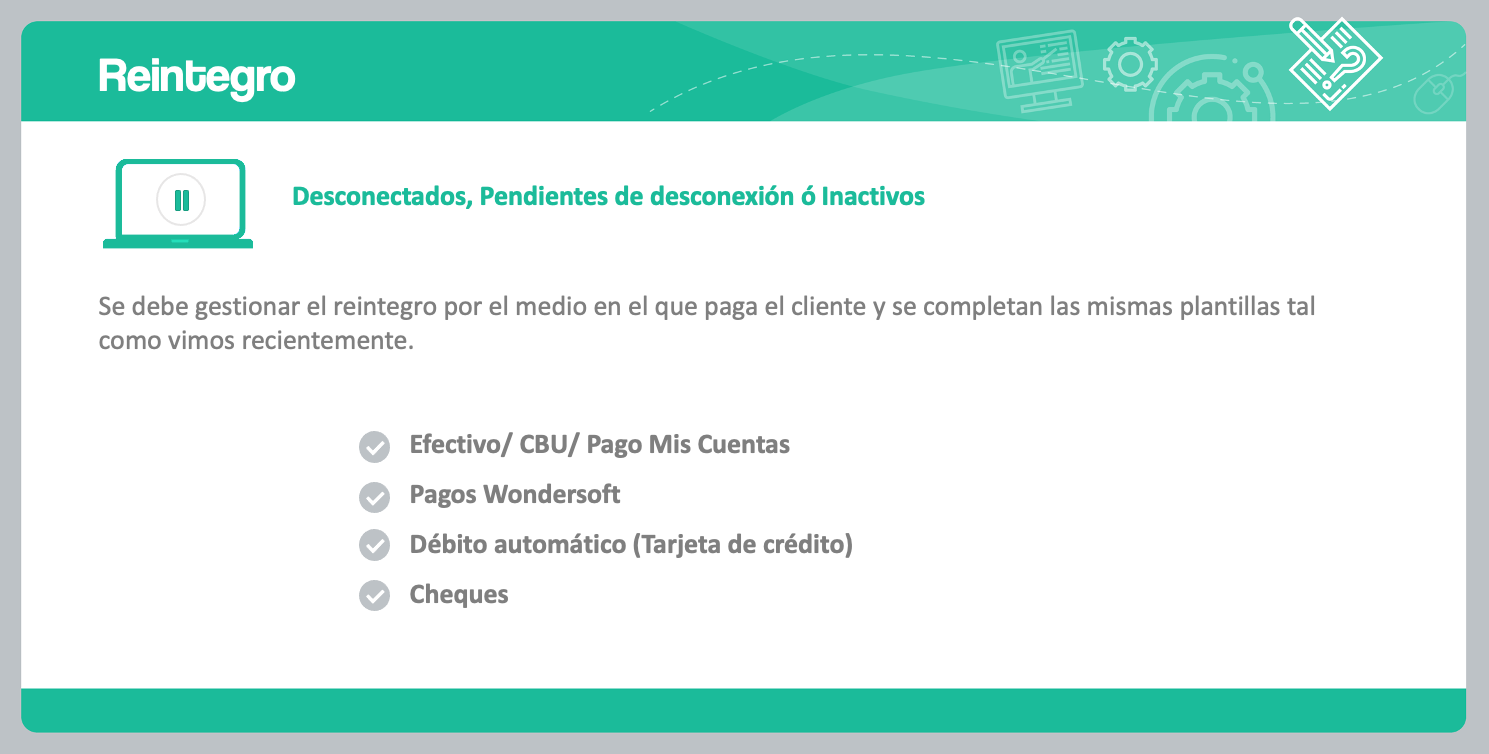 Reintegro
Desconectados, Pendientes de desconexión ó Inactivos
Se debe gestionar el reintegro por el medio en el que paga el cliente y se completan las mismas plantillas tal
como vimos recientemente.
Efectivo/ CBU/ Pago Mis Cuentas
Pagos Wondersoft
Débito automático (Tarjeta de crédito)
Cheques